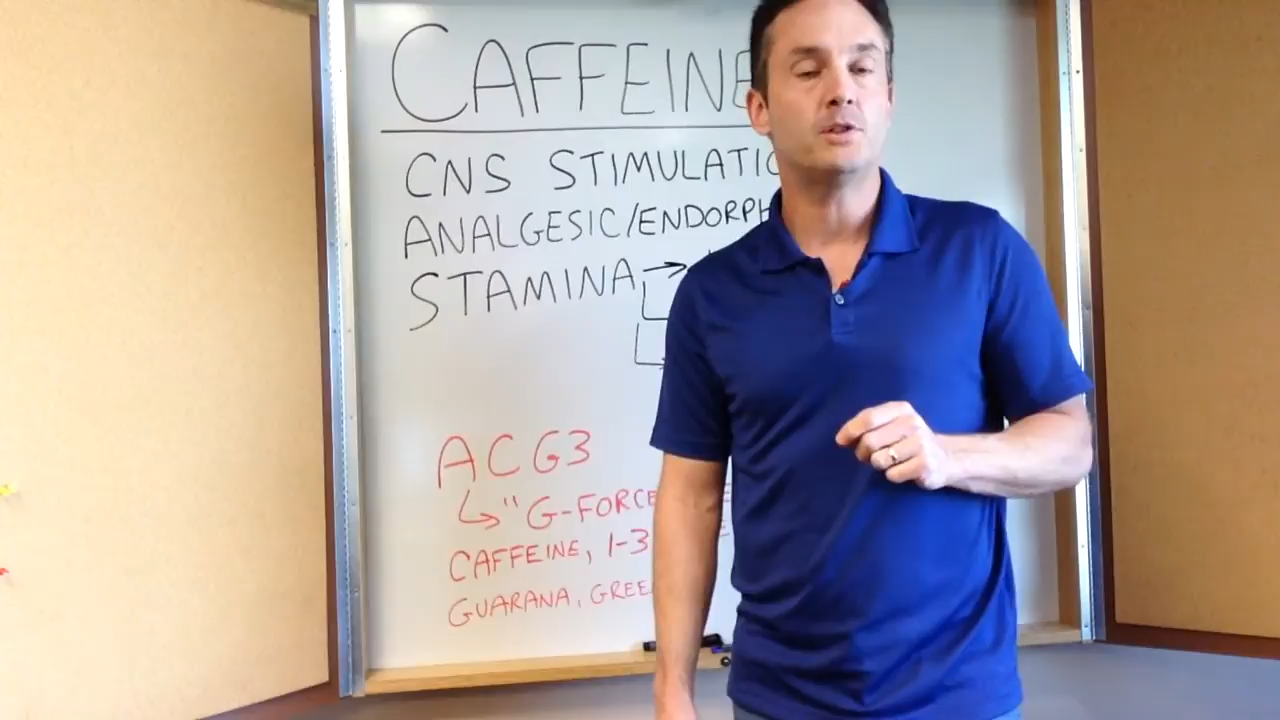 CAFFEINE
CNS STIMULATIO
ANALGESIC/ENDORPH
STAMINA →
ACG3
↳ "G-FORCE
CAFFEINE, 1-3
GUARANA, GREE